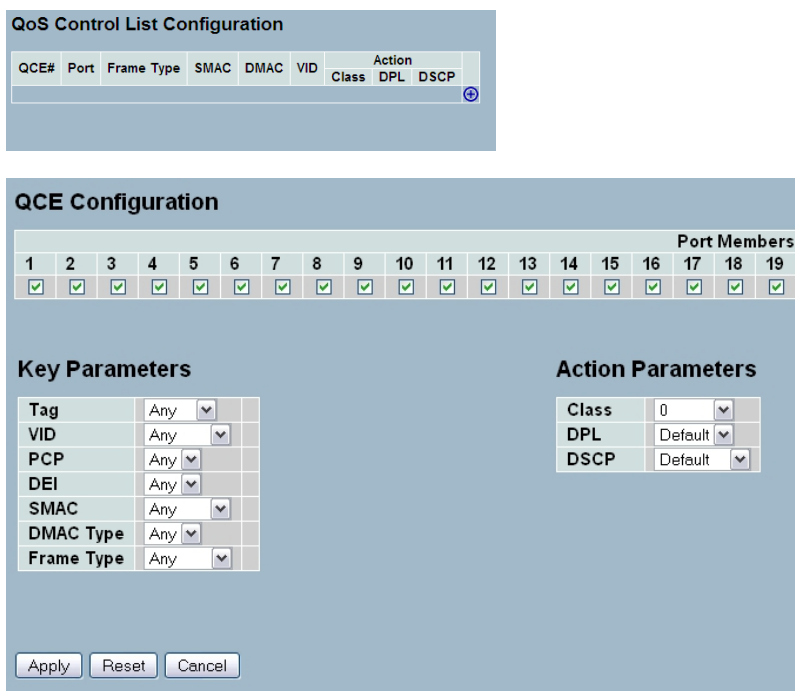 QoS Control List Configuration
QCE# Port Frame Type SMAC DMAC VID Action
Class DPL DSCP
QCE Configuration
Port Members
1 2 3 4 5 6 7 8 9 10 11 12 13 14 15 16 17 18 19
Key Parameters
Action Parameters
Tag Any
Class 0
VID Any
DPL Default
PCP Any
DSCP Default
DEI Any
SMAC Any
DMAC Type Any
Frame Type Any
Apply Reset Cancel